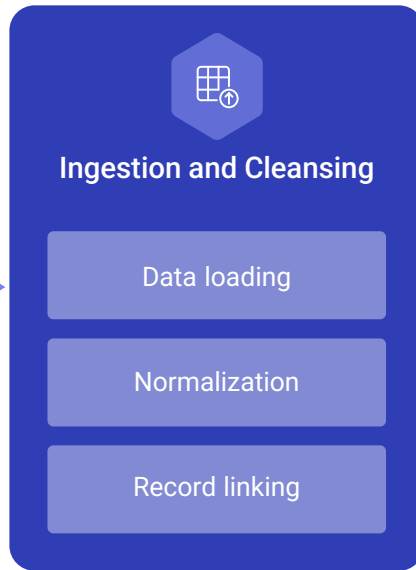 Ingestion and Cleansing
Data loading
Normalization
Record linking